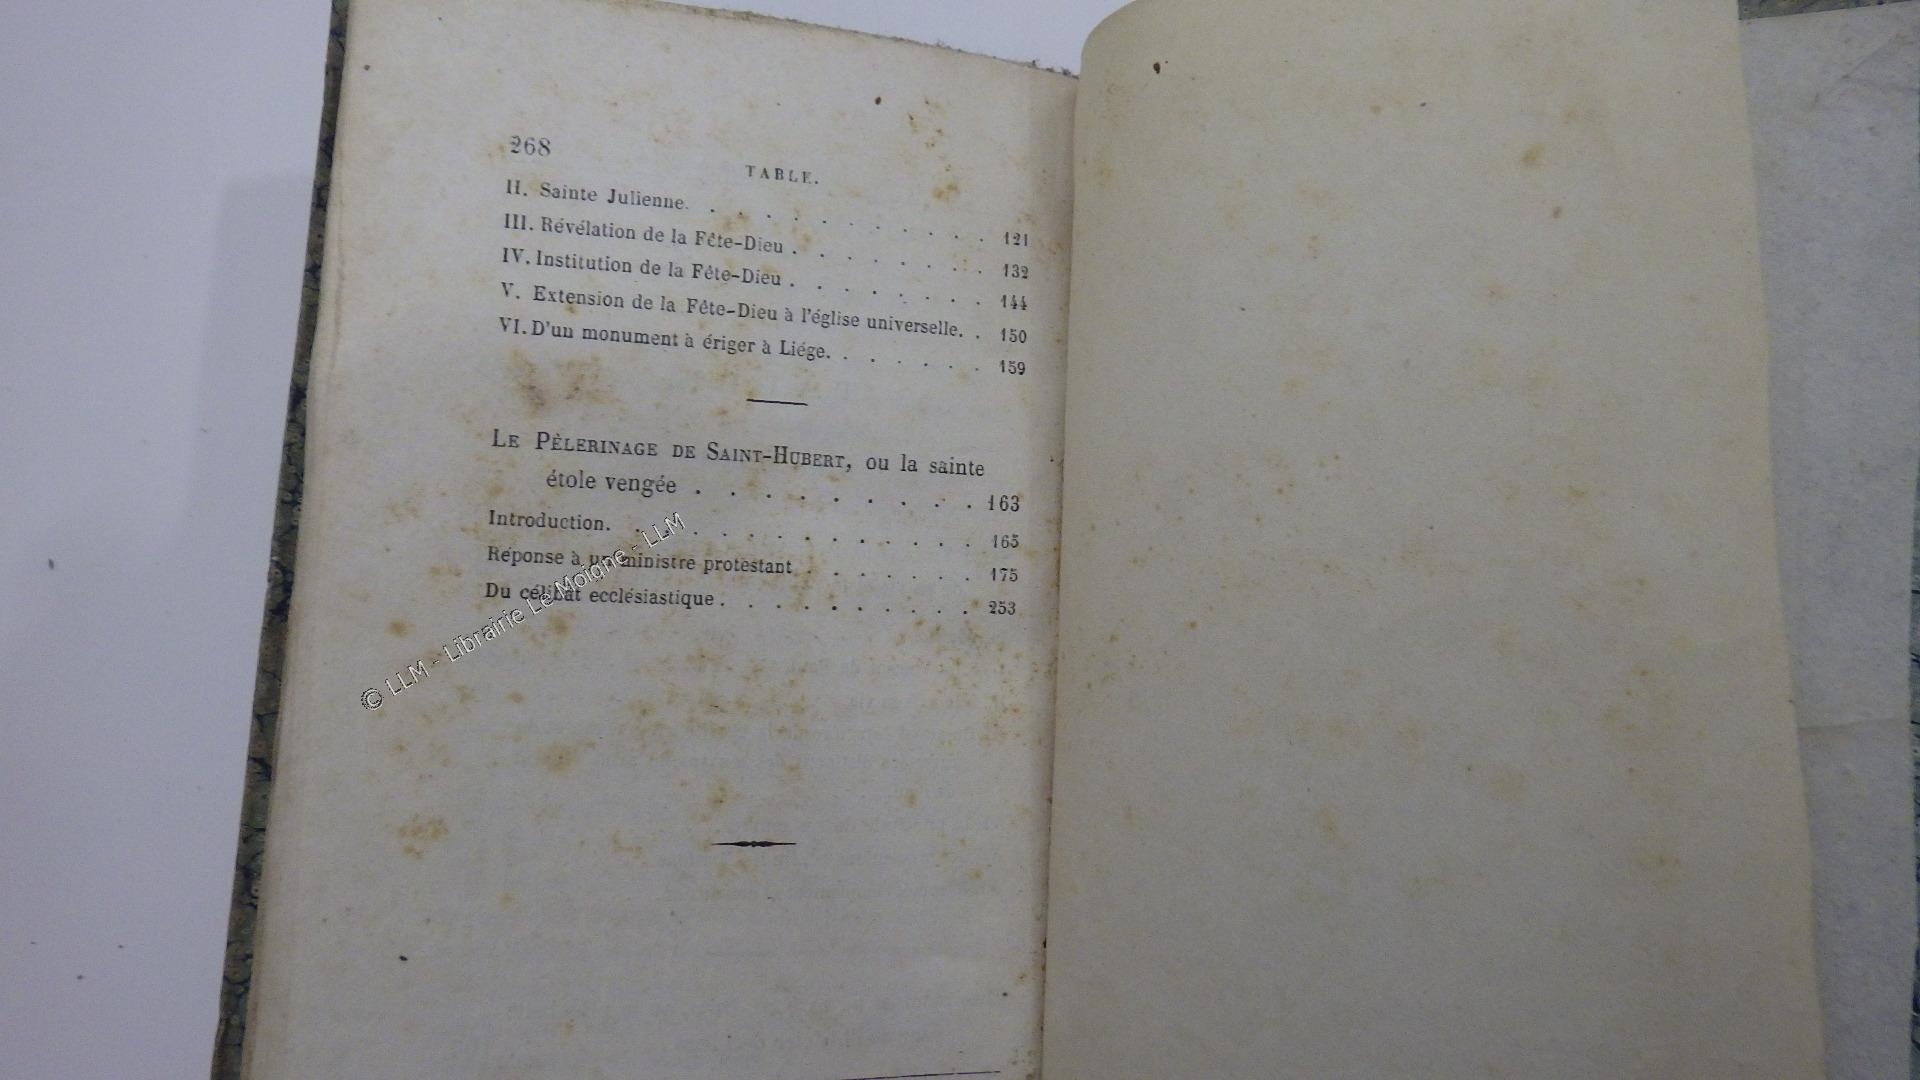 268
TABLE.
II. Sainte Julienne. . . . . . . . . . . . 121
III. Révélation de la Fête-Dieu . . . . . . . . 132
IV. Institution de la Fête-Dieu . . . . . . . . 144
V. Extension de la Fête-Dieu à l'église universelle. . 150
VI. D'un monument à ériger à Liége. . . . . . . 159
LE PÈLERINAGE DE SAINT-HUBERT, ou la sainte
étole vengée . . . . . . . . . . 163
Introduction. . . . . . . . . . . . . . 165
Réponse à un ministre protestant . . . . . . . 175
Du célibat ecclésiastique . . . . . . . . . . 253
© LLM - Librairie Le Moigne - LLM